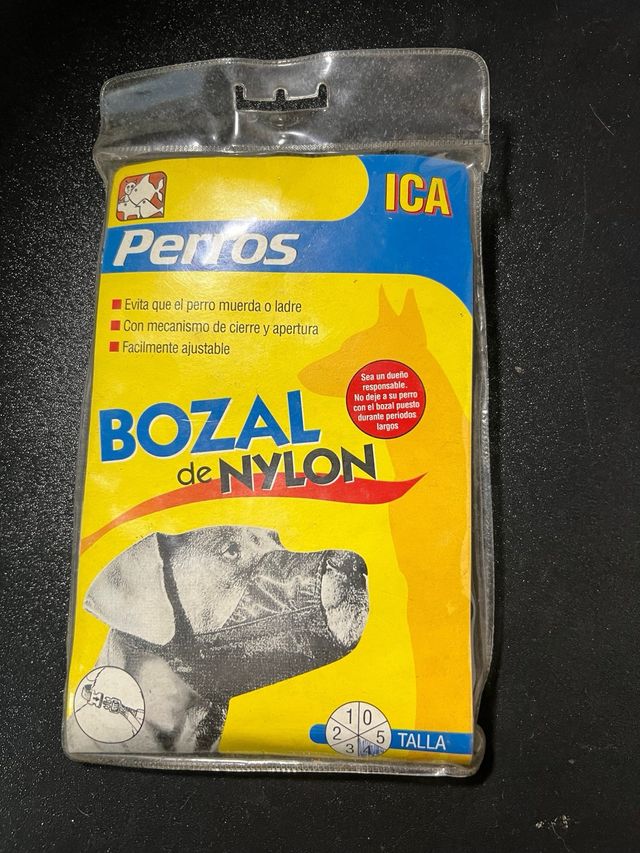 ICA
Perros
Evita que el perro muerda o ladre
Con mecanismo de cierre y apertura
Facilmente ajustable
Sea un dueño
responsable.
No deje a su perro
con el bozal puesto
durante periodos
largos
BOZAL
de NYLON
1 0
2 5
3 4
TALLA